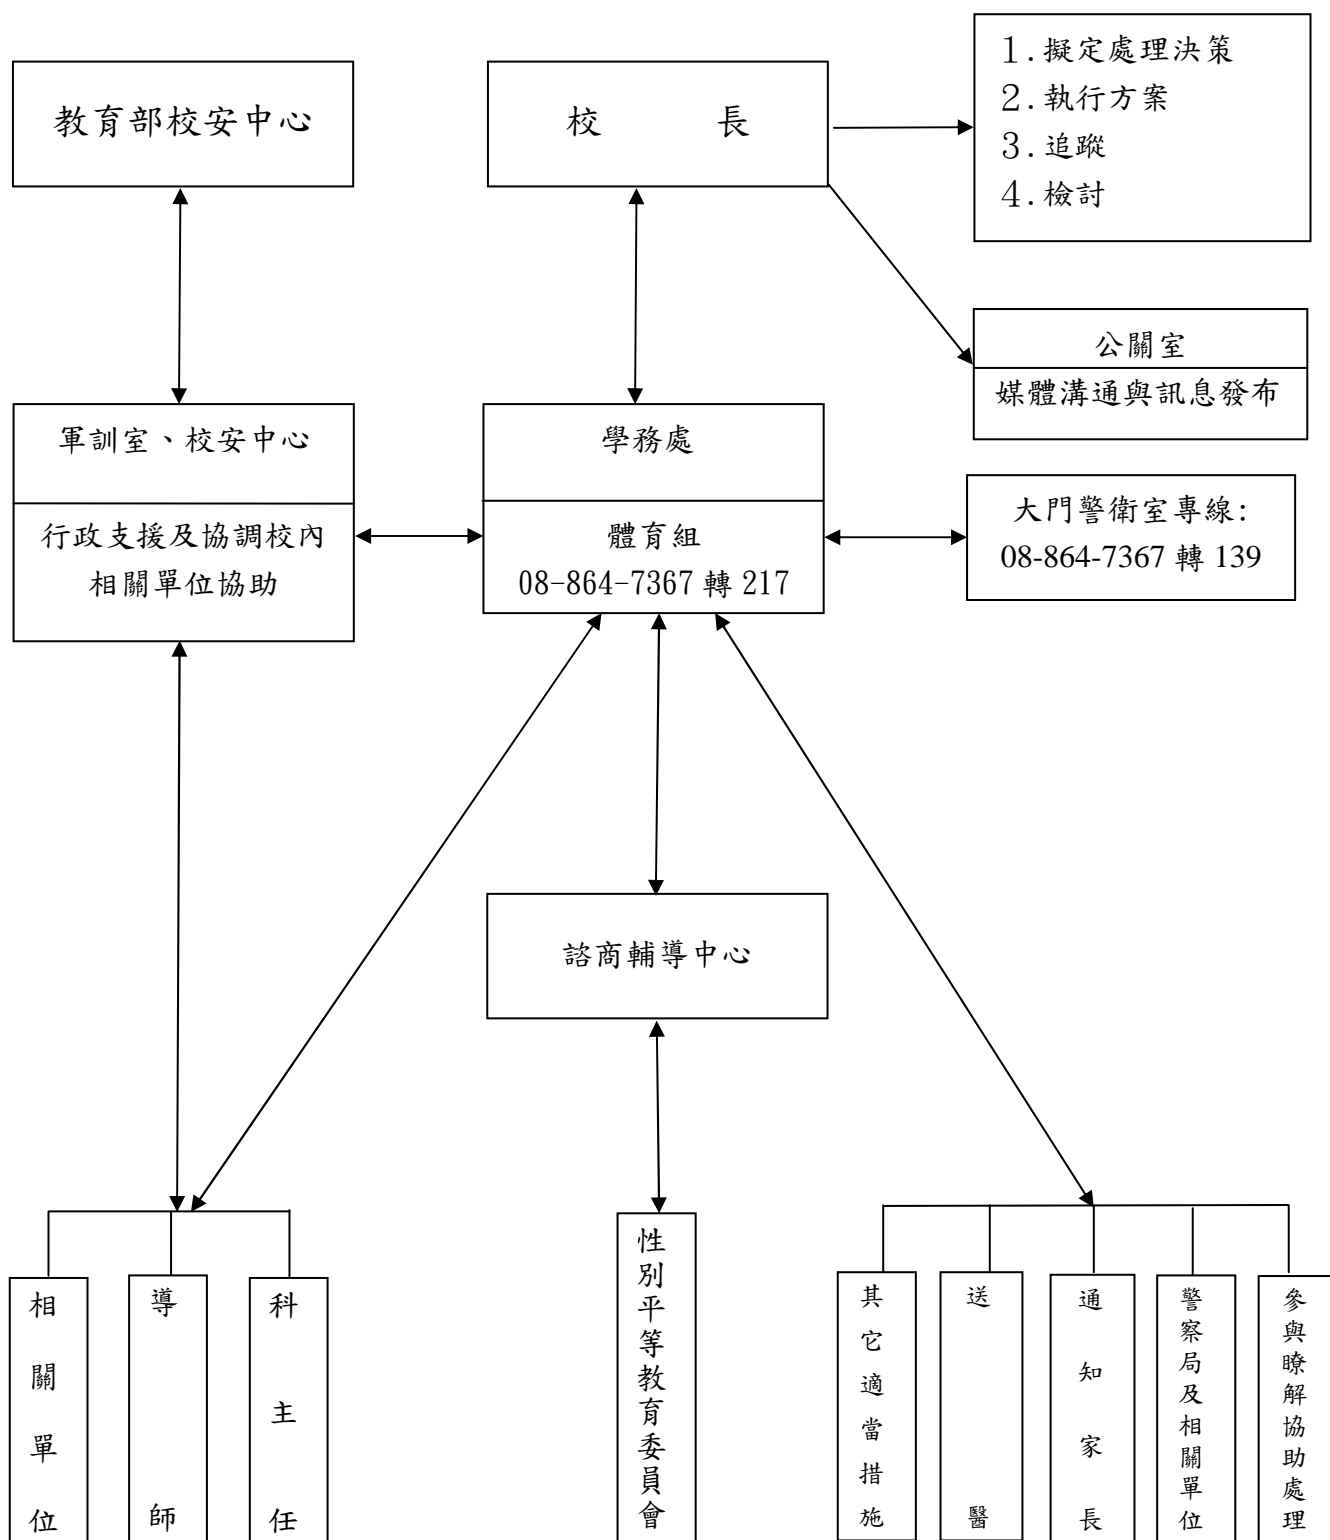 教育部校安中心
校 長
1.擬定處理決策
2.執行方案
3.追蹤
4.檢討
公關室
媒體溝通與訊息發布
軍訓室、校安中心
行政支援及協調校內
相關單位協助
學務處
體育組
08-864-7367 轉 217
大門警衛室專線:
08-864-7367 轉 139
諮商輔導中心
相關單位
導師
科主任
性別平等教育委員會
其它適當措施
送醫
通知家長
警察局及相關單位
參與瞭解協助處理